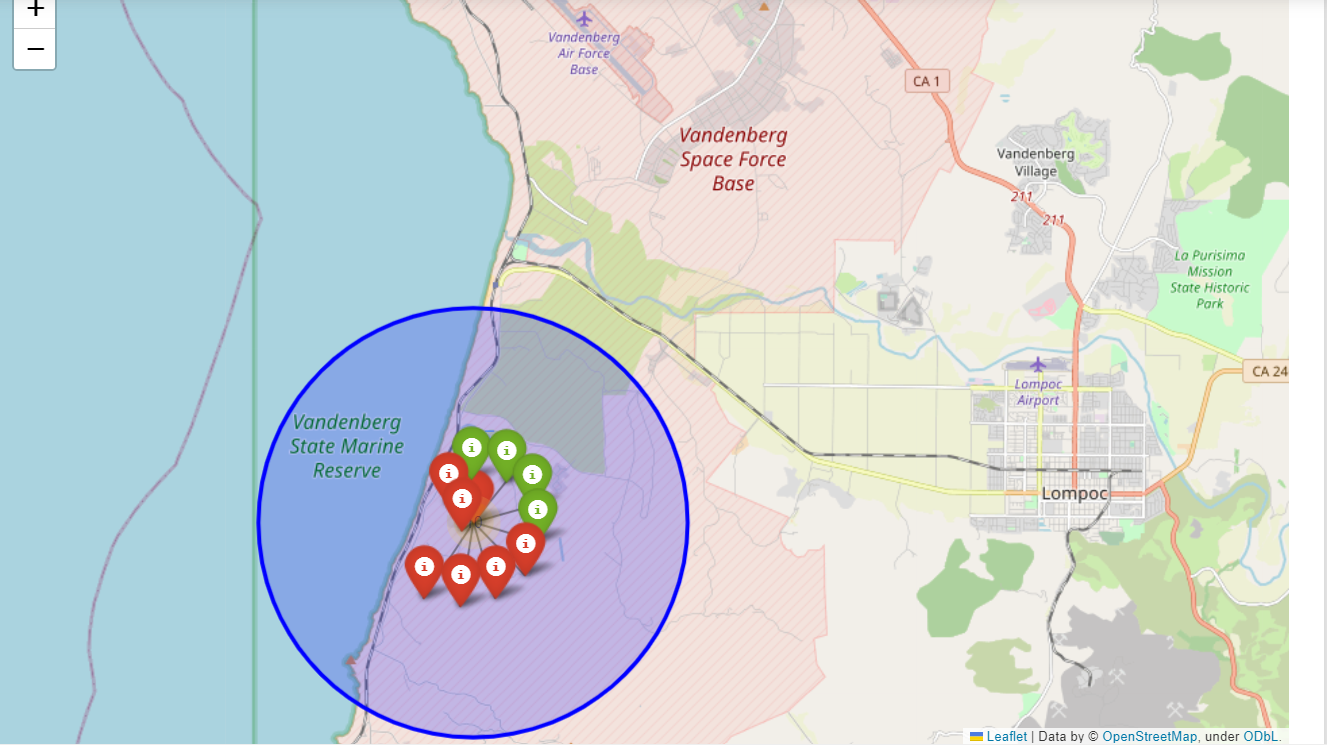 +
−
Vandenberg
Air Force
Base
CA 1
Vandenberg
Space Force
Base
Vandenberg
Village
211
211
La Purisima
Mission
State Historic
Park
CA 24
Lompoc
Airport
Vandenberg
State Marine
Reserve
i
i
i
i
i
i
i
i
i
i
Lompoc
Leaflet | Data by © OpenStreetMap, under ODbL.